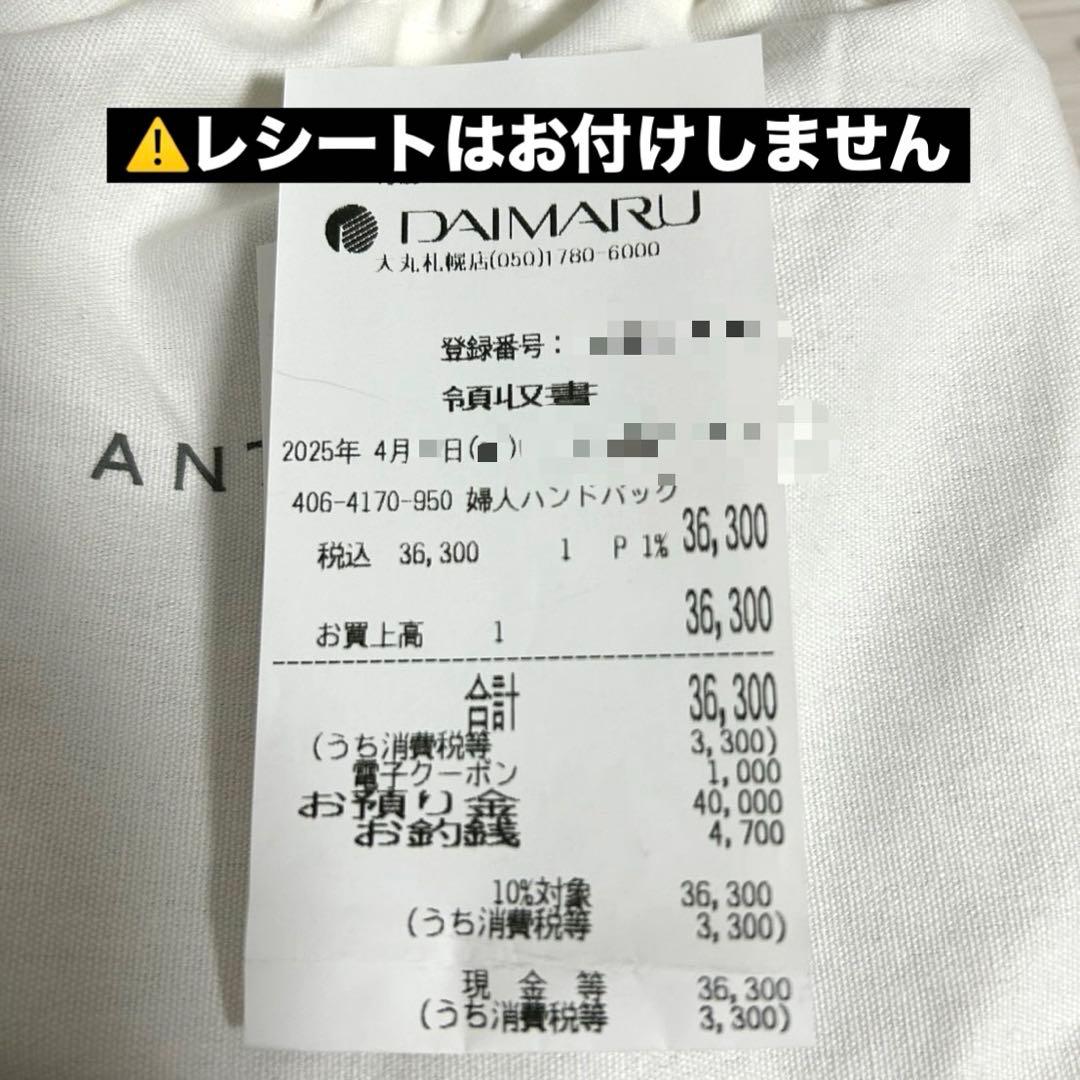 ⚠️レシートはお付けしません
DAIMARU
大丸札幌店(050)1780-6000
登録番号：
領収書
2025年 4月 日( )
406-4170-950 婦人ハンドバック
税込 36,300 1 P 1% 36,300
お買上高 1 36,300
合計 36,300
(うち消費税等 3,300)
電子クーポン 1,000
お預り金 40,000
お釣銭 4,700
10%対象 36,300
(うち消費税等 3,300)
現 金 等 36,300
(うち消費税等 3,300)
ANT